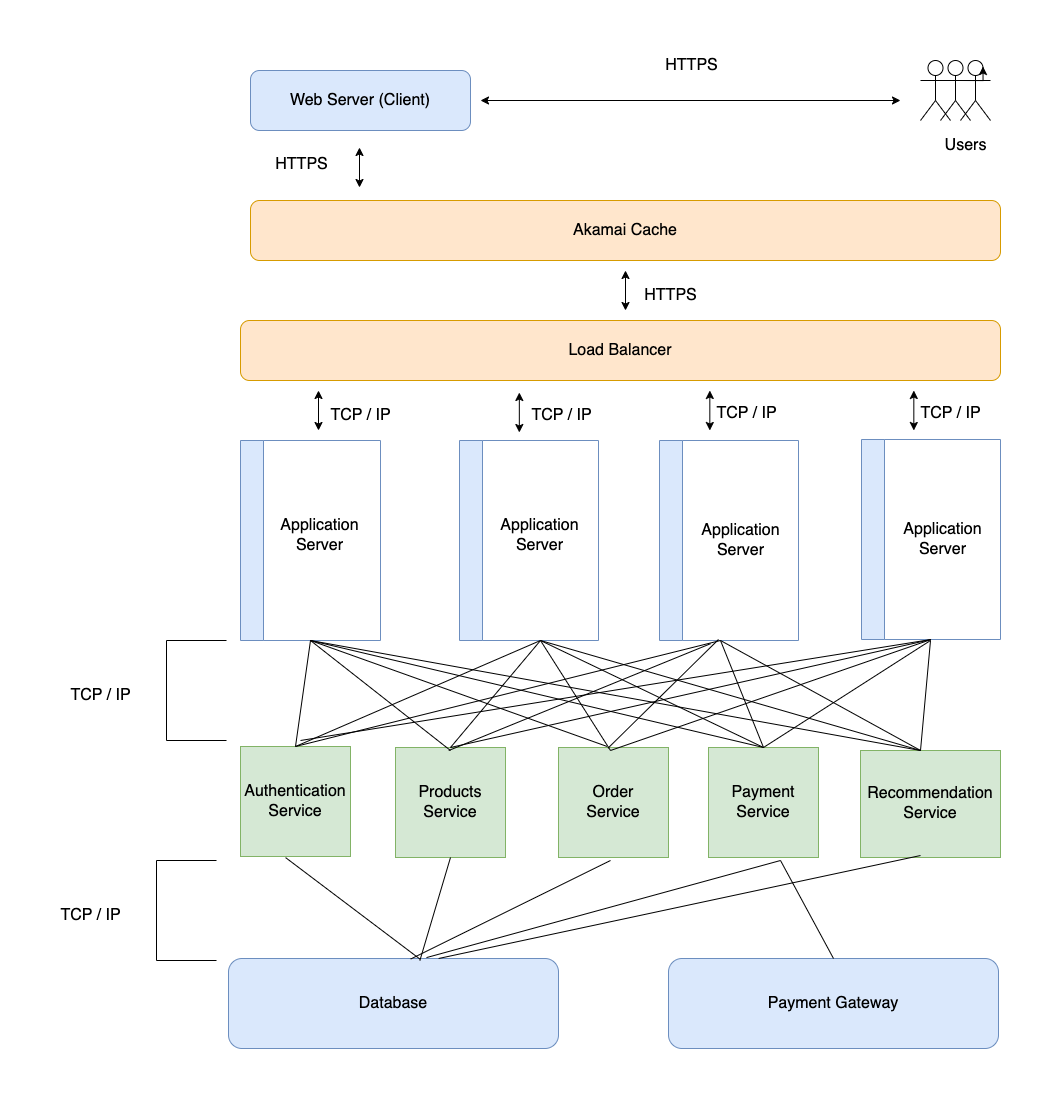 HTTPS
Web Server (Client)
Users
HTTPS
Akamai Cache
HTTPS
Load Balancer
TCP / IP
TCP / IP
TCP / IP
TCP / IP
Application
Server
Application
Server
Application
Server
Application
Server
TCP / IP
Authentication
Service
Products
Service
Order
Service
Payment
Service
Recommendation
Service
TCP / IP
Database
Payment Gateway